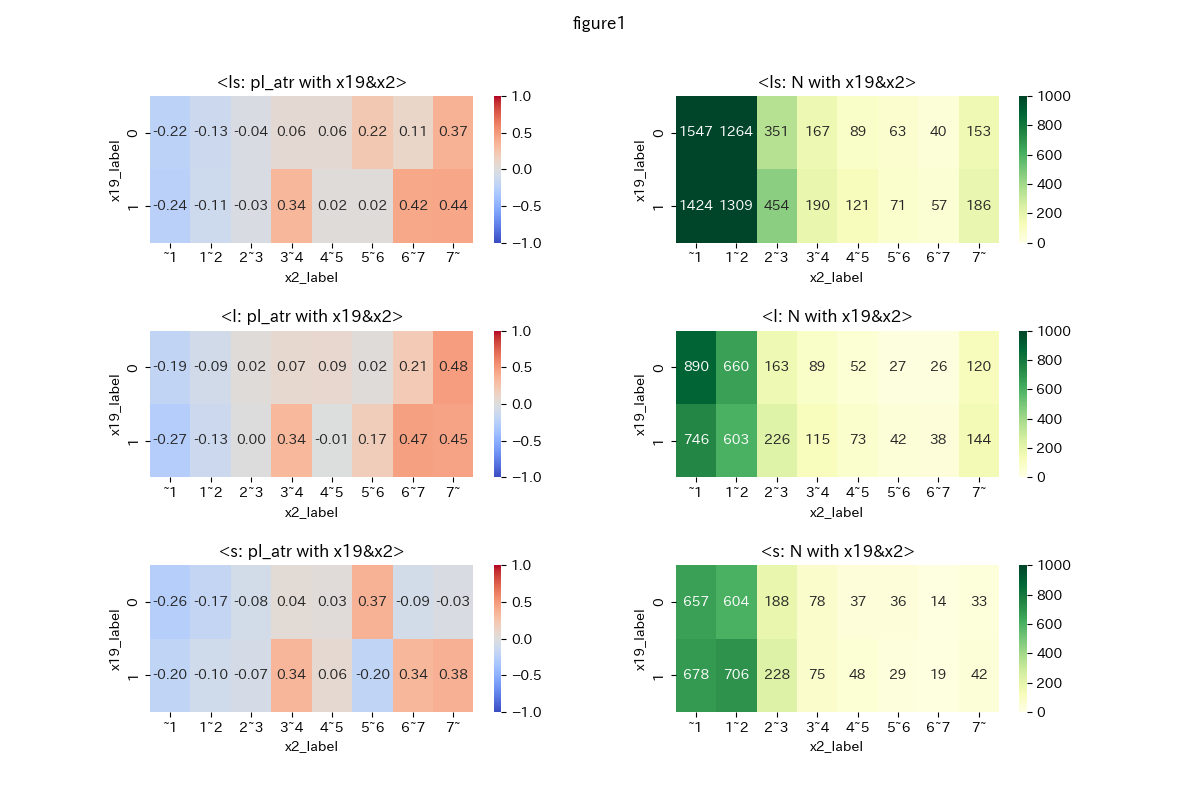 figure1
<ls: pl_atr with x19&x2>
x19_label
0 -0.22 -0.13 -0.04 0.06 0.06 0.22 0.11 0.37
1 -0.24 -0.11 -0.03 0.34 0.02 0.02 0.42 0.44
~1 1~2 2~3 3~4 4~5 5~6 6~7 7~
x2_label
1.0
0.5
0.0
−0.5
−1.0
<ls: N with x19&x2>
x19_label
0 1547 1264 351 167 89 63 40 153
1 1424 1309 454 190 121 71 57 186
~1 1~2 2~3 3~4 4~5 5~6 6~7 7~
x2_label
1000
800
600
400
200
0
<l: pl_atr with x19&x2>
x19_label
0 -0.19 -0.09 0.02 0.07 0.09 0.02 0.21 0.48
1 -0.27 -0.13 0.00 0.34 -0.01 0.17 0.47 0.45
~1 1~2 2~3 3~4 4~5 5~6 6~7 7~
x2_label
1.0
0.5
0.0
−0.5
−1.0
<l: N with x19&x2>
x19_label
0 890 660 163 89 52 27 26 120
1 746 603 226 115 73 42 38 144
~1 1~2 2~3 3~4 4~5 5~6 6~7 7~
x2_label
1000
800
600
400
200
0
<s: pl_atr with x19&x2>
x19_label
0 -0.26 -0.17 -0.08 0.04 0.03 0.37 -0.09 -0.03
1 -0.20 -0.10 -0.07 0.34 0.06 -0.20 0.34 0.38
~1 1~2 2~3 3~4 4~5 5~6 6~7 7~
x2_label
1.0
0.5
0.0
−0.5
−1.0
<s: N with x19&x2>
x19_label
0 657 604 188 78 37 36 14 33
1 678 706 228 75 48 29 19 42
~1 1~2 2~3 3~4 4~5 5~6 6~7 7~
x2_label
1000
800
600
400
200
0